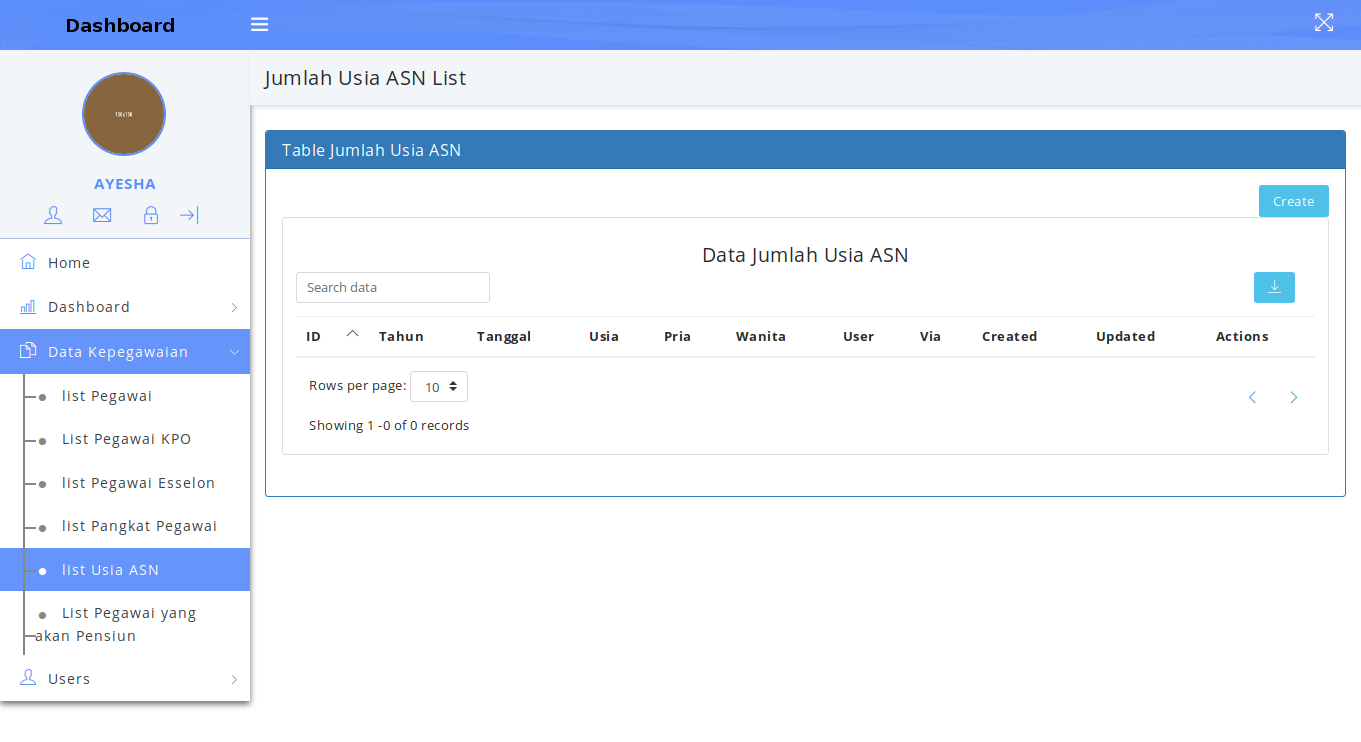 Dashboard
Jumlah Usia ASN List
130x130
AYESHA
Home
Dashboard
Data Kepegawaian
list Pegawai
List Pegawai KPO
list Pegawai Esselon
list Pangkat Pegawai
list Usia ASN
List Pegawai yang
akan Pensiun
Users
Table Jumlah Usia ASN
Create
Data Jumlah Usia ASN
Search data
ID Tahun Tanggal Usia Pria Wanita User Via Created Updated Actions
Rows per page: 10
Showing 1 -0 of 0 records